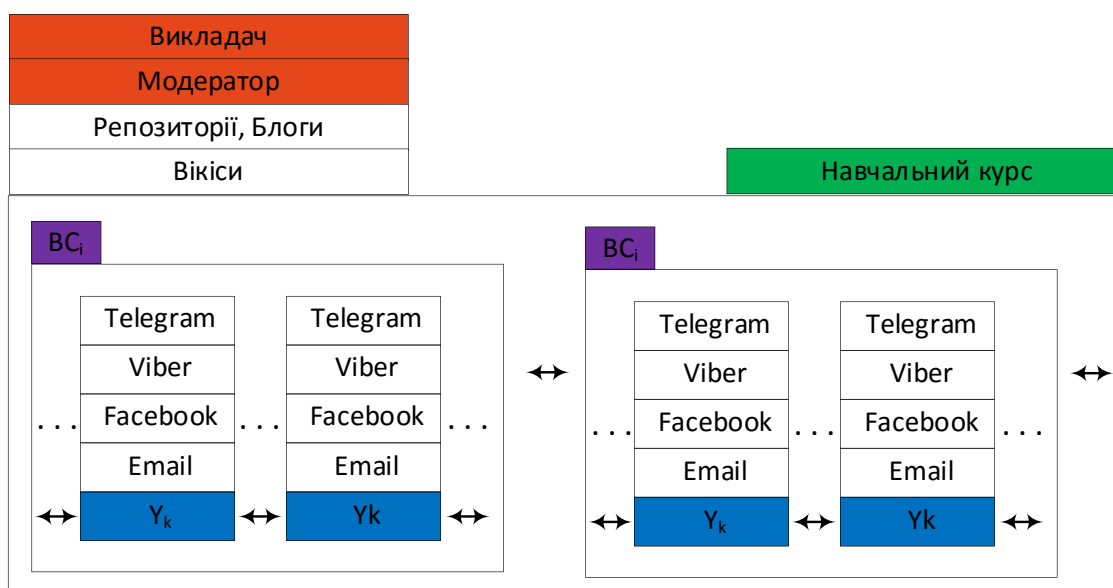 Викладач
Модератор
Репозиторії, Блоги
Вікіси
Навчальний курс
BCi
Telegram Telegram
Viber Viber
. . . Facebook . . . Facebook . . .
Email Email
Yk Yk
BCi
Telegram Telegram
Viber Viber
. . . Facebook . . . Facebook . . .
Email Email
Yk Yk